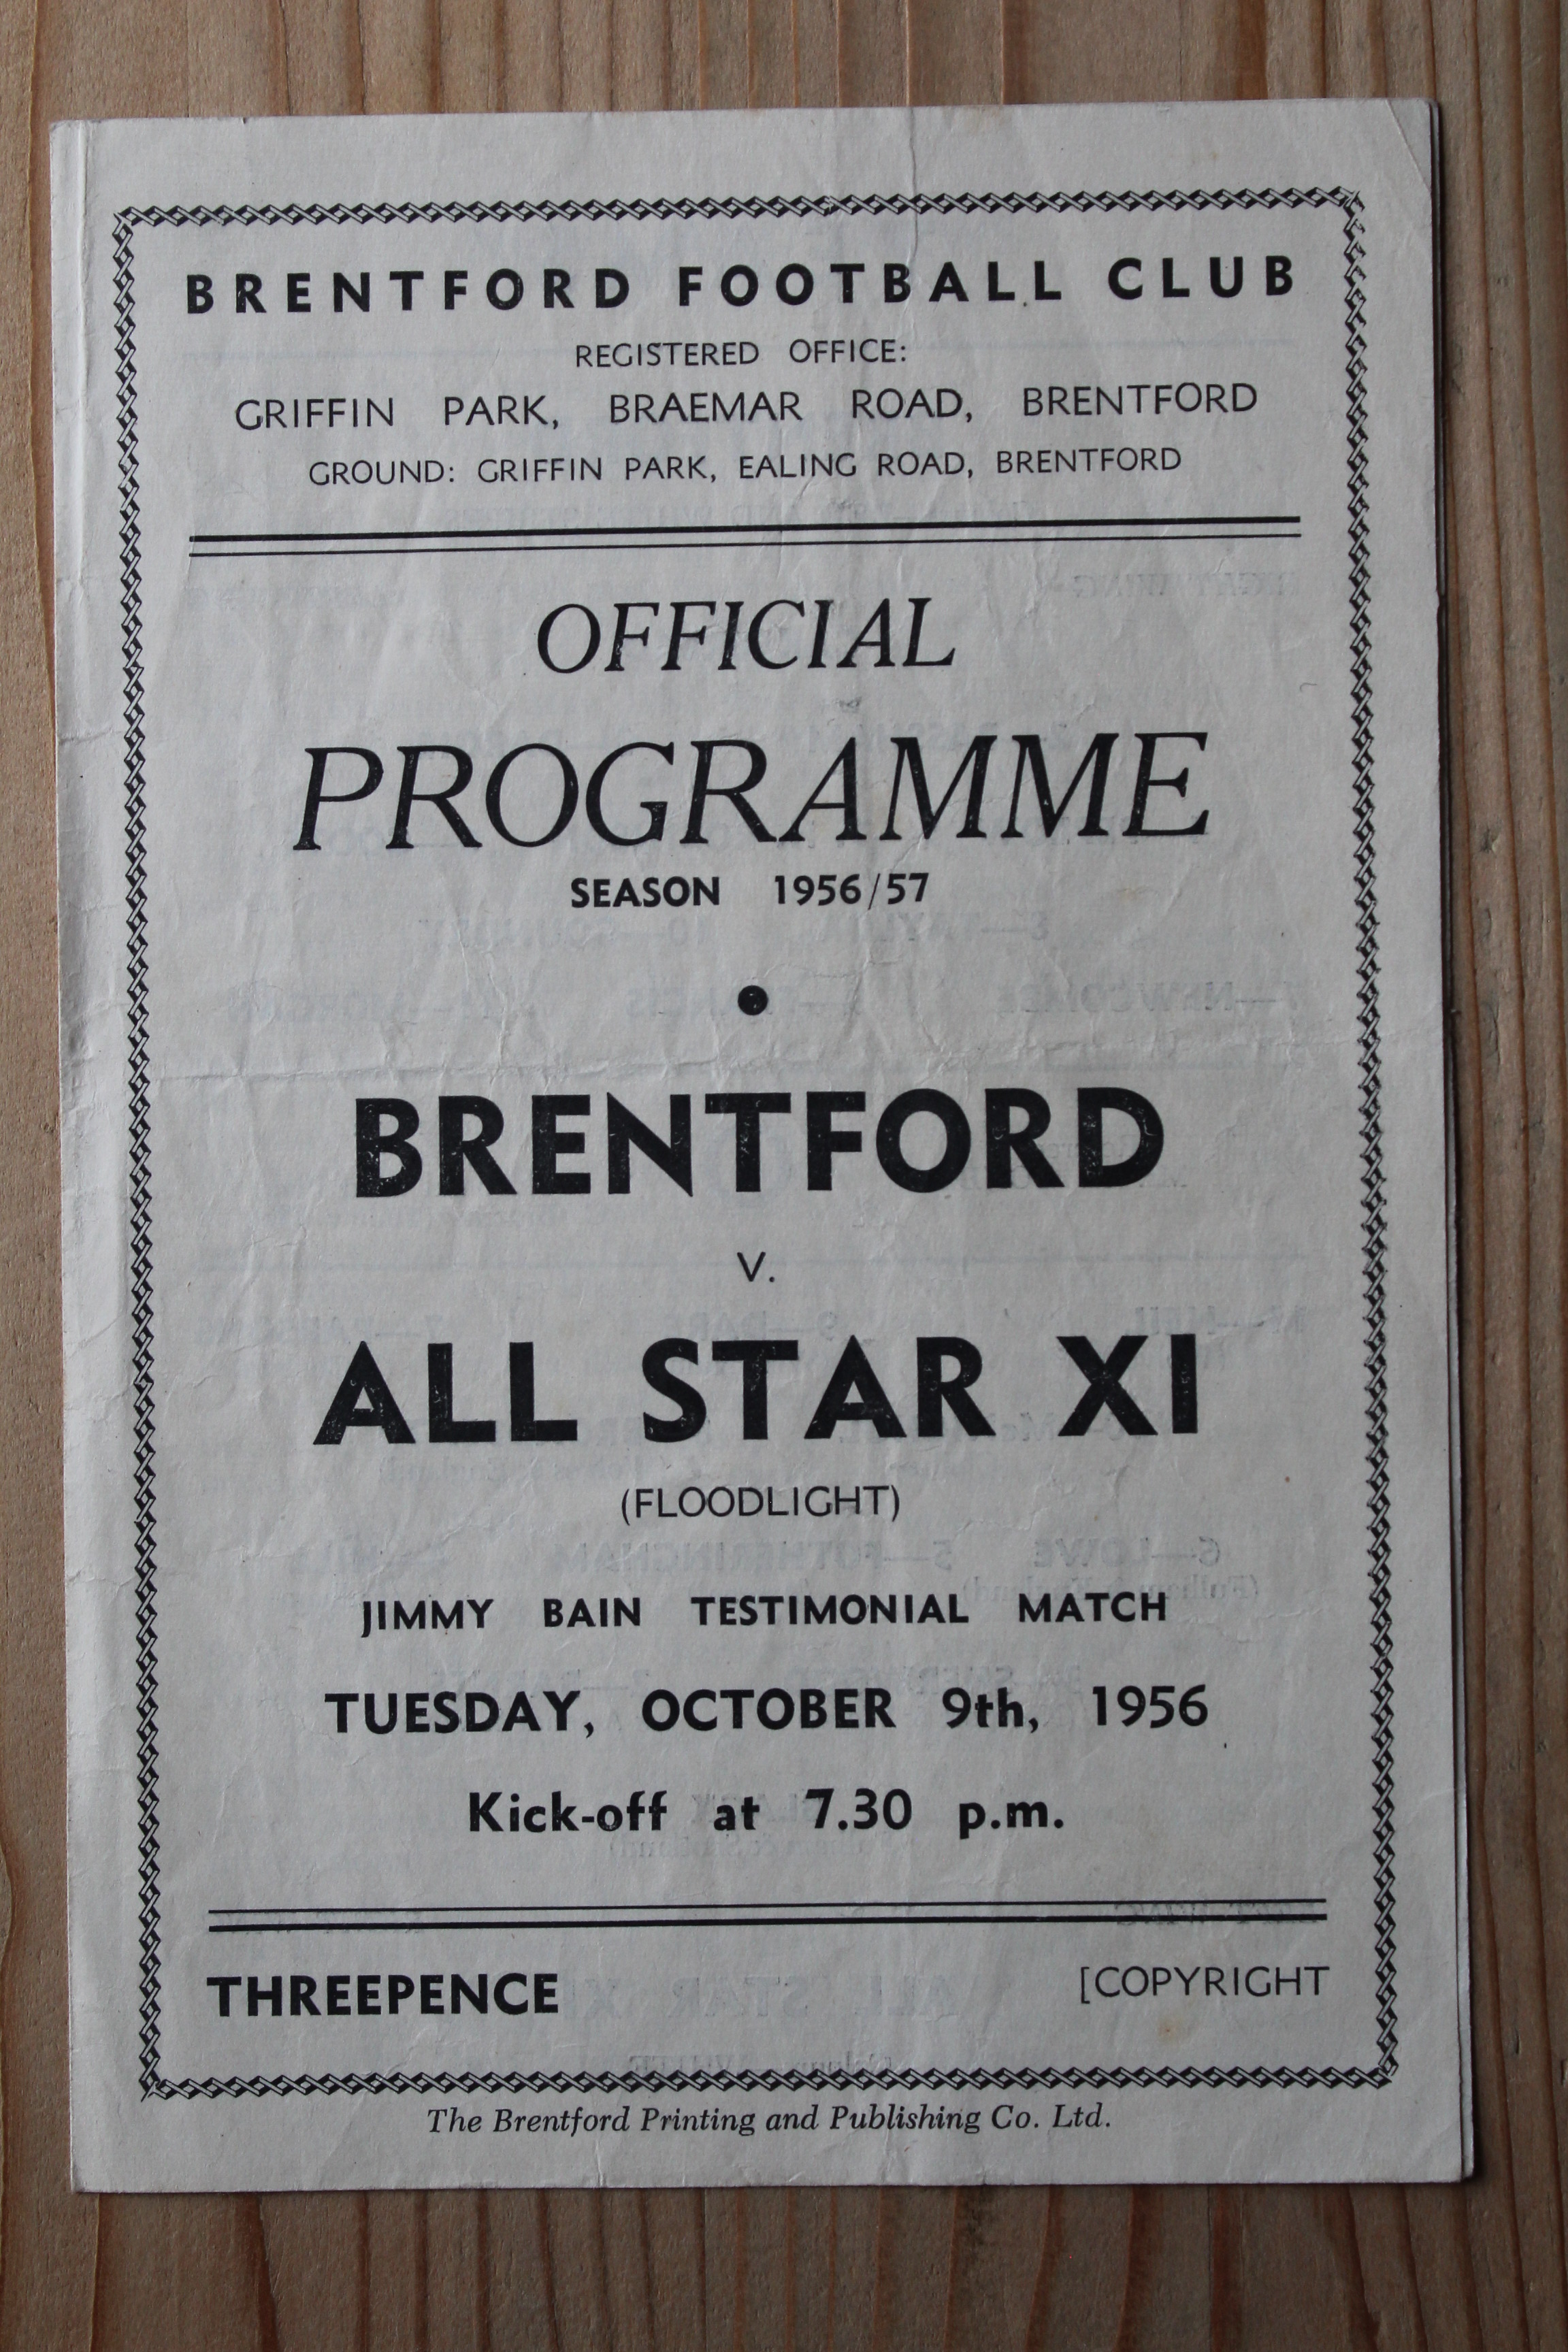 BRENTFORD FOOTBALL CLUB
REGISTERED OFFICE:
GRIFFIN PARK, BRAEMAR ROAD, BRENTFORD
GROUND: GRIFFIN PARK, EALING ROAD, BRENTFORD
OFFICIAL
PROGRAMME
SEASON 1956/57
BRENTFORD
V.
ALL STAR XI
(FLOODLIGHT)
JIMMY BAIN TESTIMONIAL MATCH
TUESDAY, OCTOBER 9th, 1956
Kick-off at 7.30 p.m.
THREEPENCE [COPYRIGHT
The Brentford Printing and Publishing Co. Ltd.